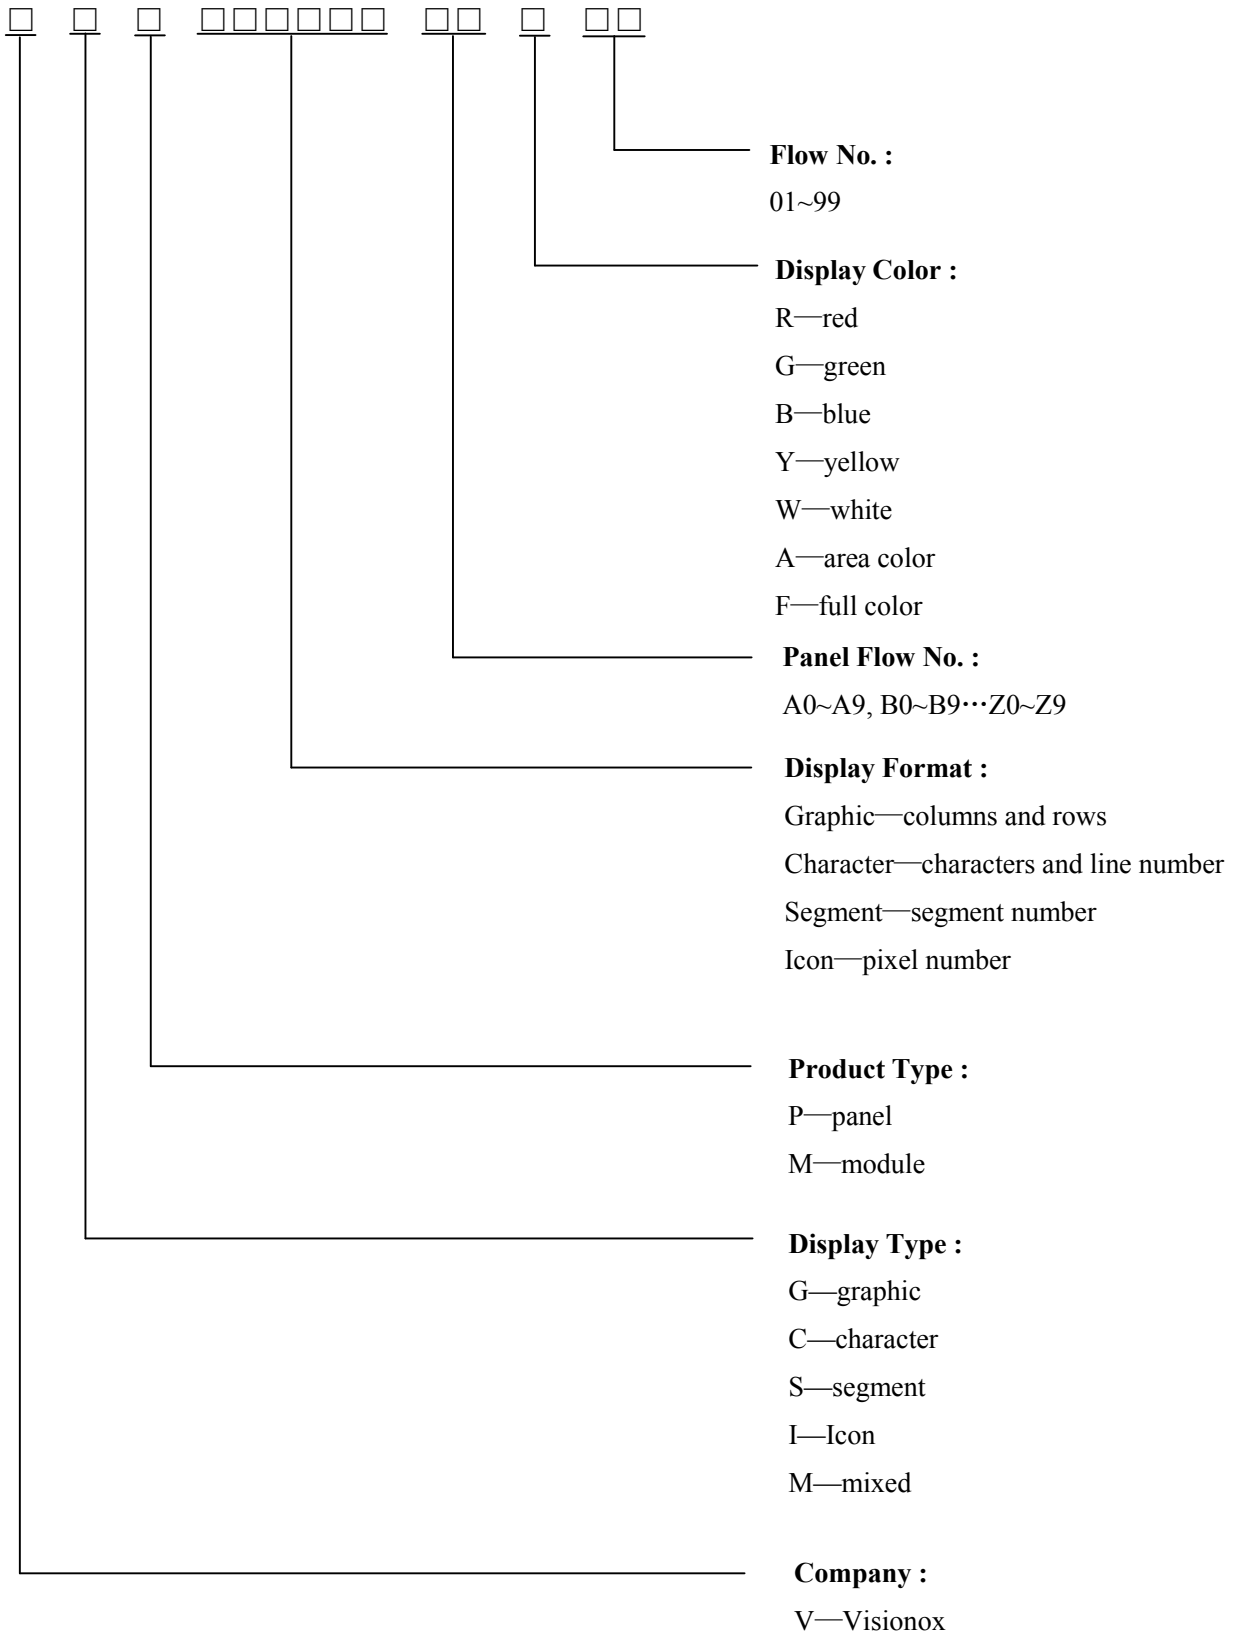 □ □ □ □□□□□□ □□ □ □□
Flow No. :
01~99
Display Color :
R—red
G—green
B—blue
Y—yellow
W—white
A—area color
F—full color
Panel Flow No. :
A0~A9, B0~B9⋯Z0~Z9
Display Format :
Graphic—columns and rows
Character—characters and line number
Segment—segment number
Icon—pixel number
Product Type :
P—panel
M—module
Display Type :
G—graphic
C—character
S—segment
I—Icon
M—mixed
Company :
V—Visionox